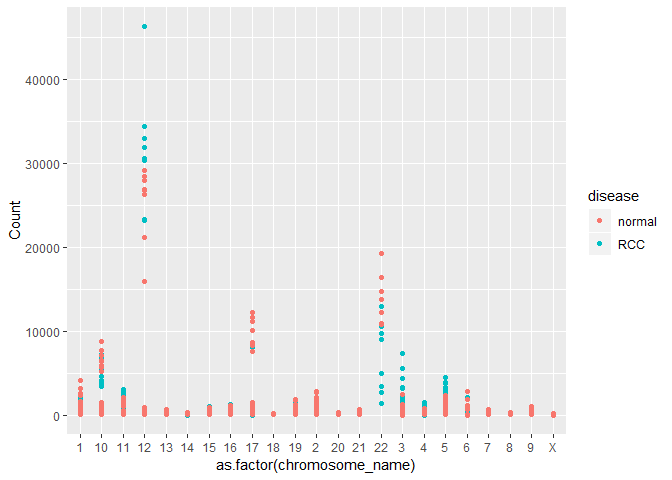 40000
30000
20000
10000
0
Count
1 10 11 12 13 14 15 16 17 18 19 2 20 21 22 3 4 5 6 7 8 9 X
as.factor(chromosome_name)
disease
normal
RCC